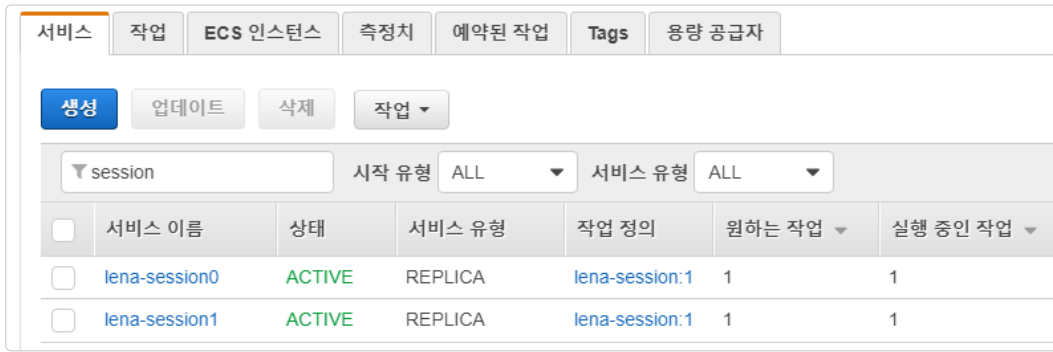 서비스 작업 ECS 인스턴스 측정치 예약된 작업 Tags 용량 공급자
생성 업데이트 삭제 작업
session 시작 유형 ALL 서비스 유형 ALL
서비스 이름 상태 서비스 유형 작업 정의 원하는 작업 실행 중인 작업
lena-session0 ACTIVE REPLICA lena-session:1 1 1
lena-session1 ACTIVE REPLICA lena-session:1 1 1